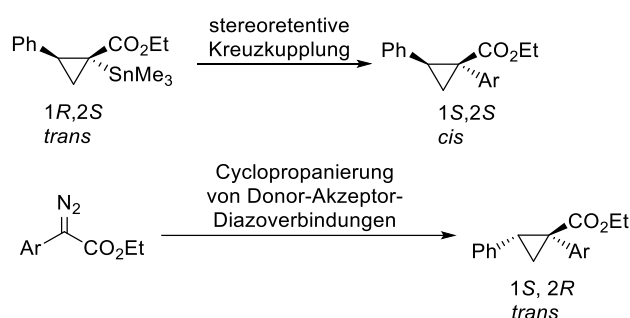 Ph
CO2Et
SnMe3
1R,2S
trans
stereoretentive
Kreuzkupplung
Ph
CO2Et
Ar
1S,2S
cis
N2
Ar
CO2Et
Cyclopropanierung
von Donor-Akzeptor-
Diazoverbindungen
Ph
CO2Et
Ar
1S, 2R
trans